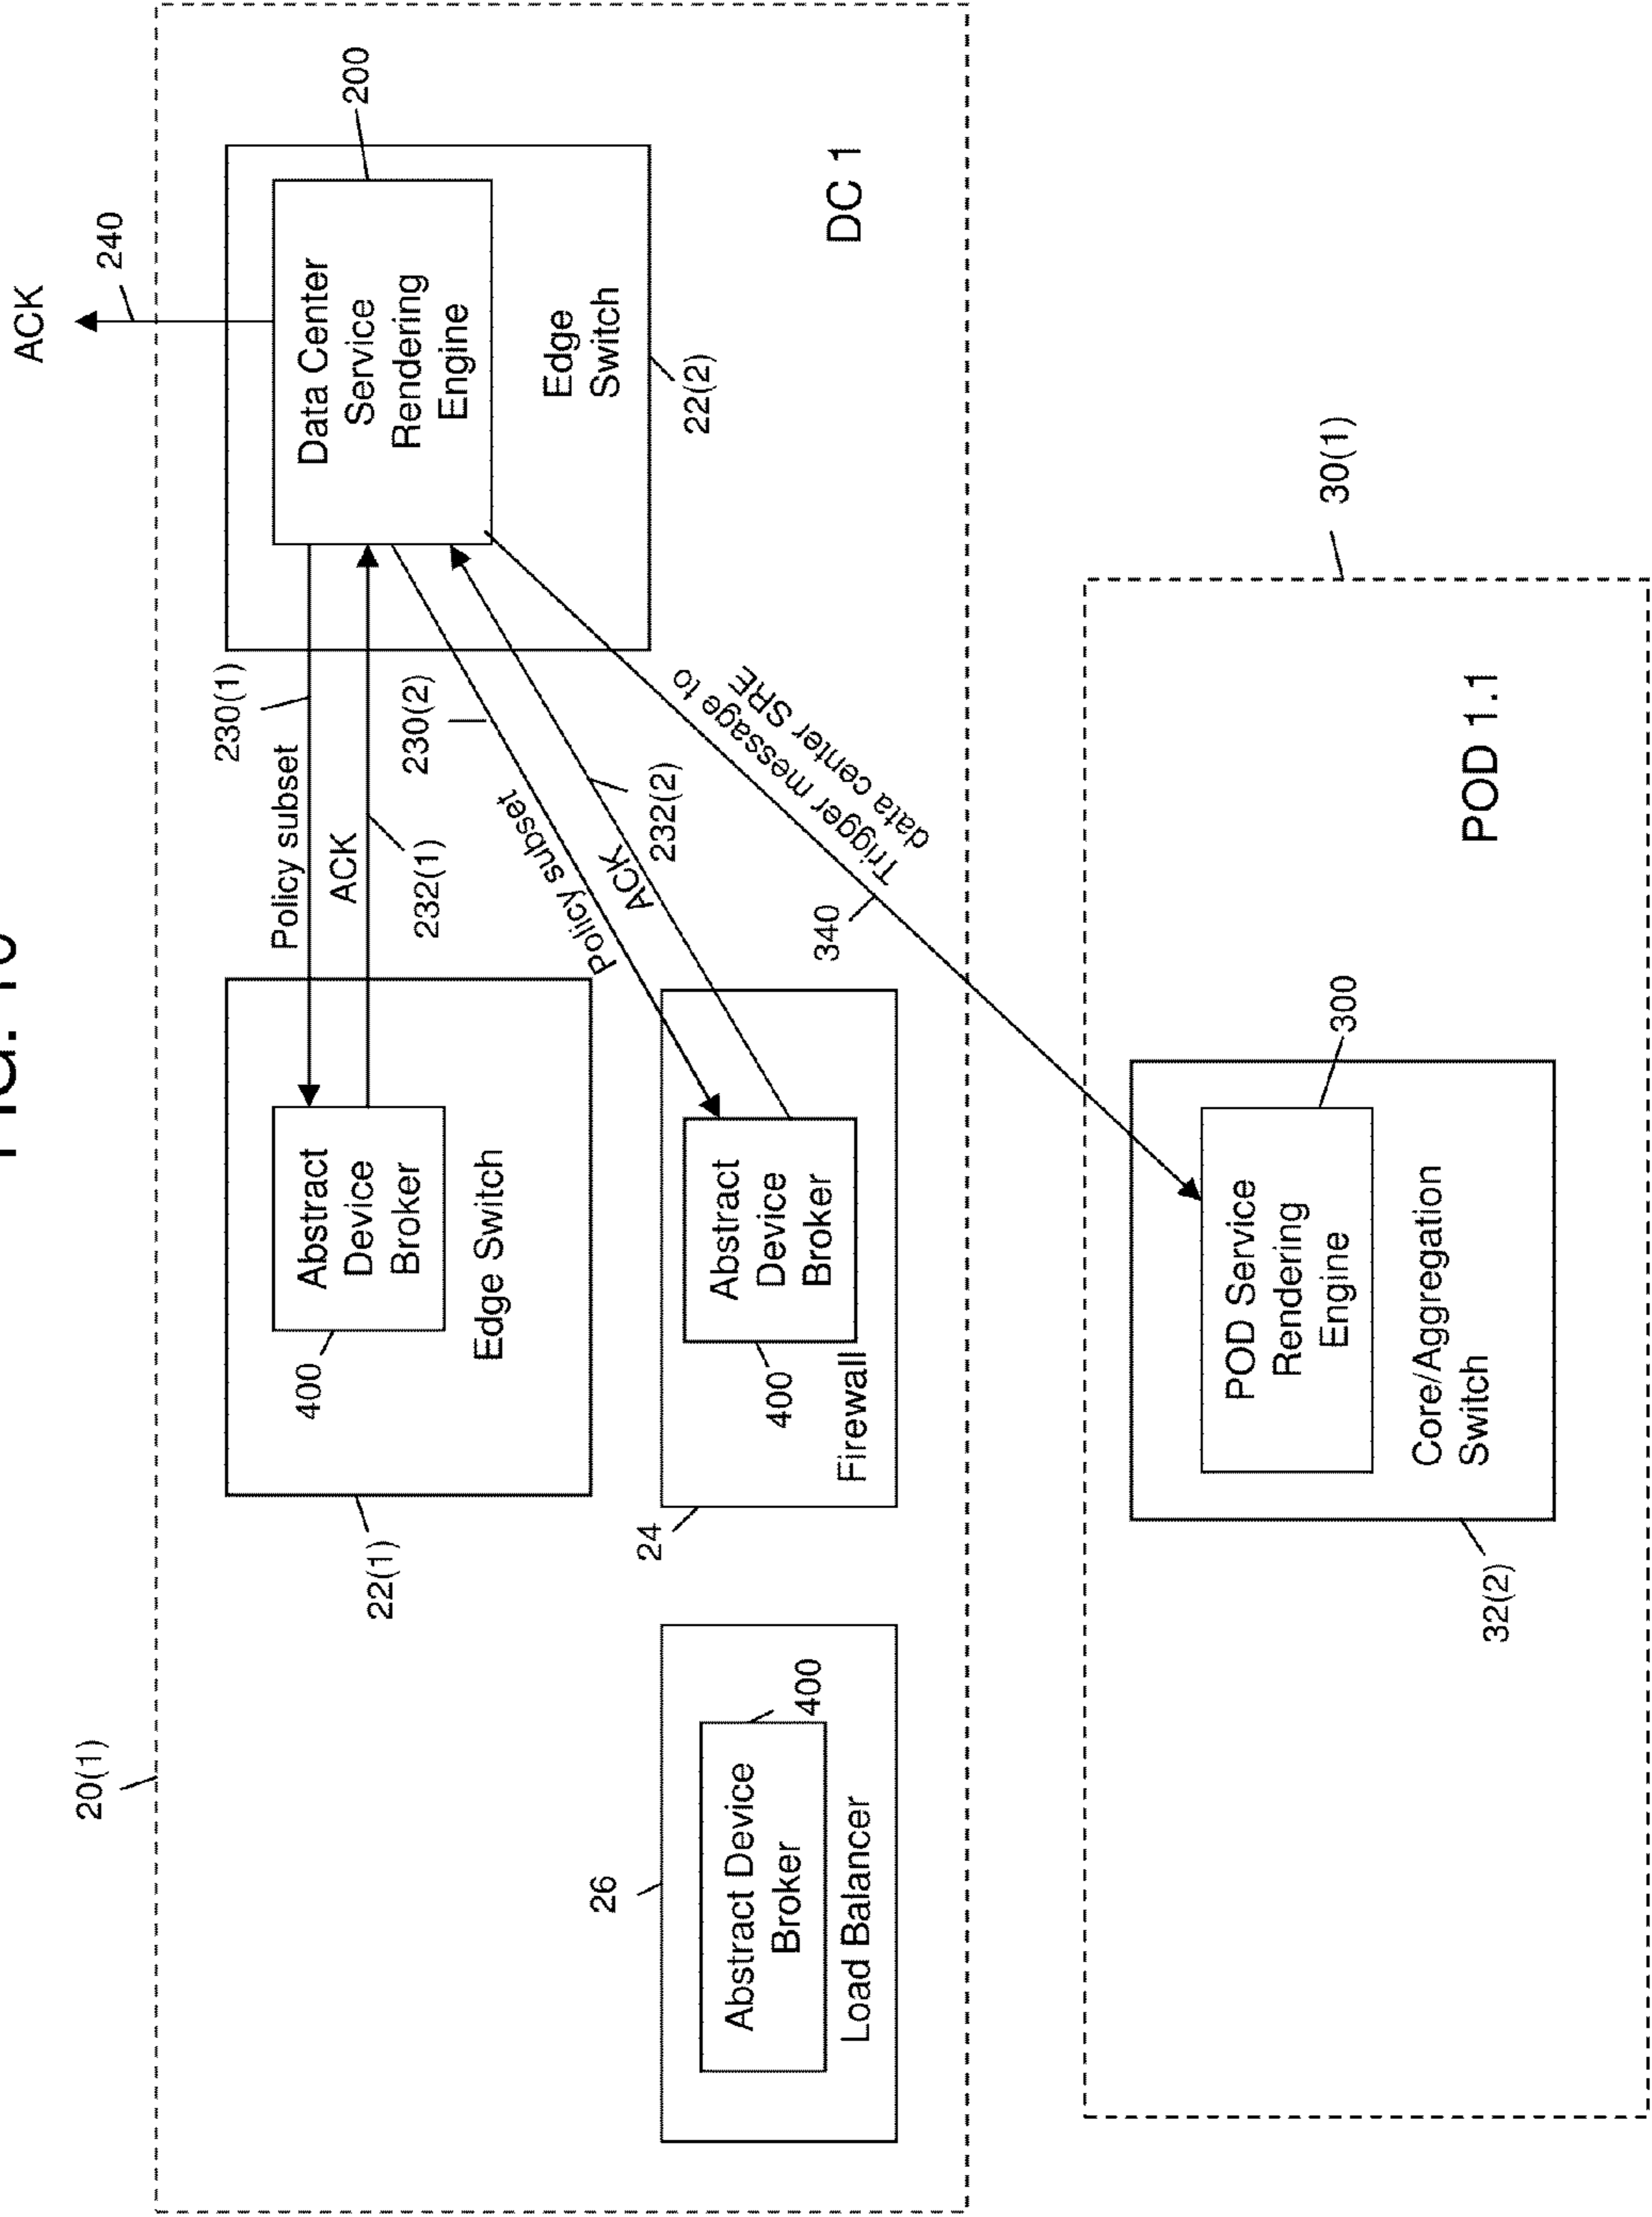 ACK
20(1)
240
230(1)
Policy subset
ACK
232(1)
22(1)
400
Abstract
Device
Broker
Edge Switch
Data Center
Service
Rendering
Engine
200
Edge
Switch
22(2)
230(2)
Policy subset
ACK
232(2)
26
Abstract Device
Broker
400
Load Balancer
24
Abstract
Device
Broker
400
Firewall
Trigger message to
data center SRE
340
DC 1
30(1)
POD Service
Rendering
Engine
300
Core/Aggregation
Switch
32(2)
POD 1.1